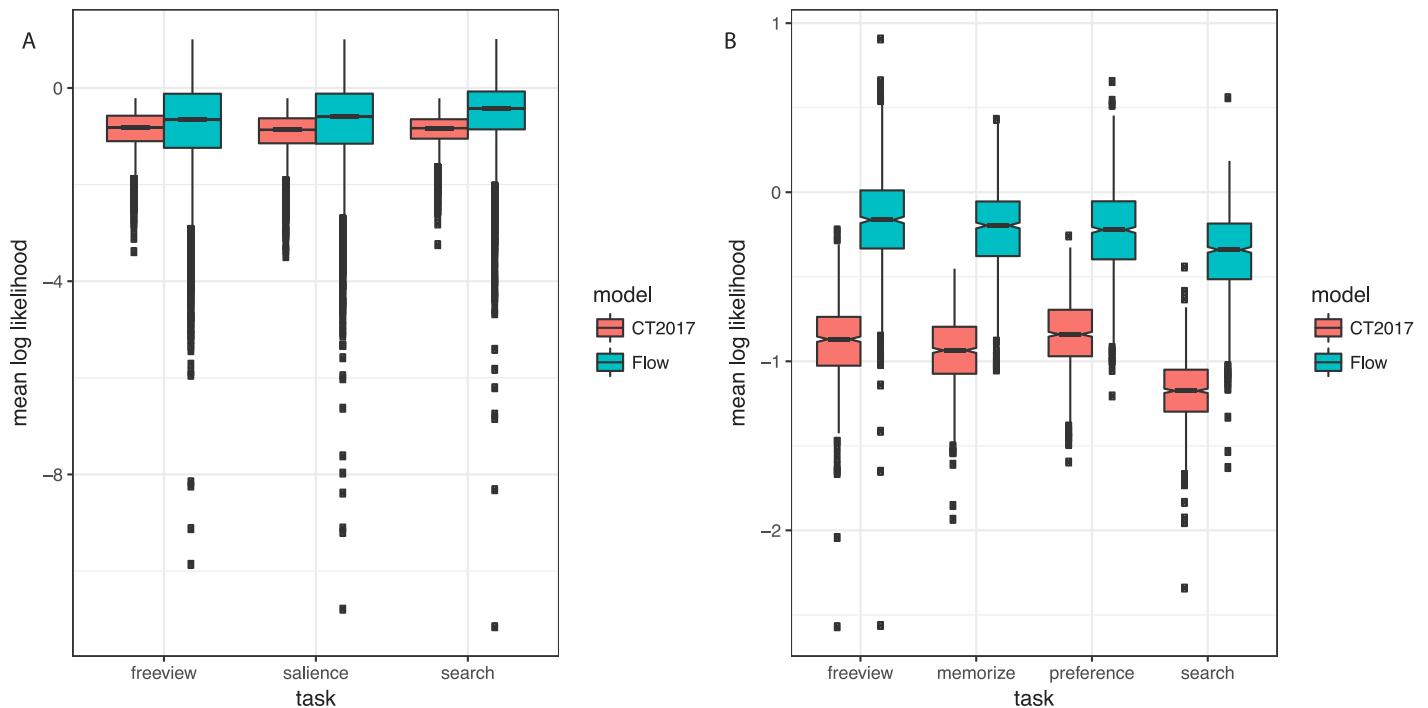 A
0
−4
−8
mean log likelihood
freeview salience search
task
model
CT2017
Flow
B
1
0
−1
−2
mean log likelihood
freeview memorize preference search
task
model
CT2017
Flow